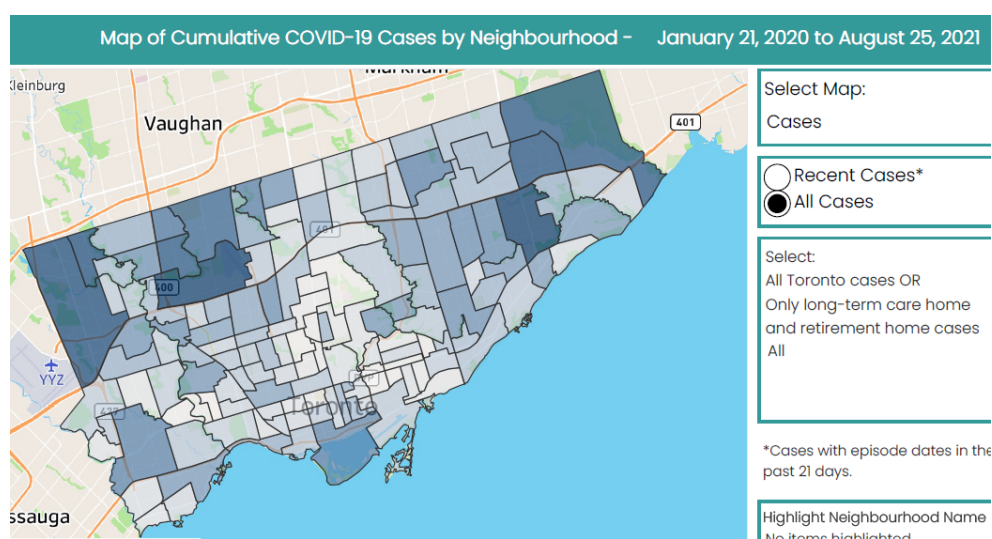 Map of Cumulative COVID-19 Cases by Neighbourhood - January 21, 2020 to August 25, 2021
Kleinburg
Markham
Vaughan
401
401
400
YYZ
427
Toronto
ssauga
Select Map:
Cases
Recent Cases*
All Cases
Select:
All Toronto cases OR
Only long-term care home
and retirement home cases
All
*Cases with episode dates in the
past 21 days.
Highlight Neighbourhood Name
No items highlighted